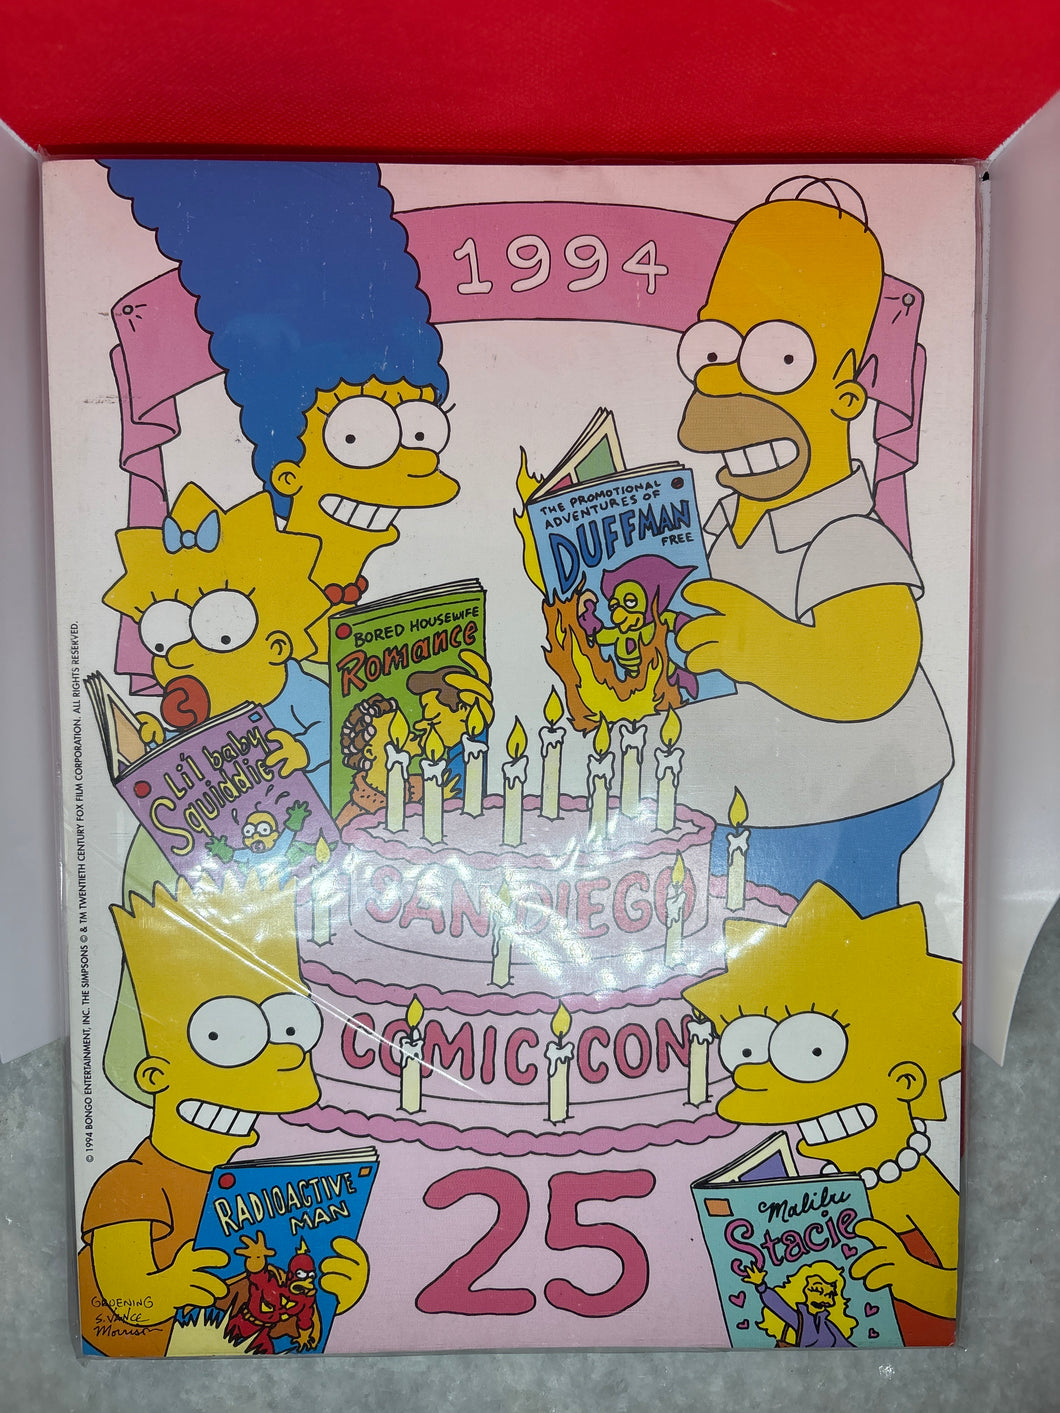 1994
THE PROMOTIONAL
ADVENTURES OF
DUFFMAN
FREE
BORED HOUSEWIFE
Romance
Li'l baby
Squiddie
SAN DIEGO
COMIC CON
25
RADIOACTIVE
MAN
Malibu
Stacie
GROENING
S. VANCE
Morrison
© 1994 BONGO ENTERTAINMENT, INC. THE SIMPSONS © & TM TWENTIETH CENTURY FOX FILM CORPORATION. ALL RIGHTS RESERVED.